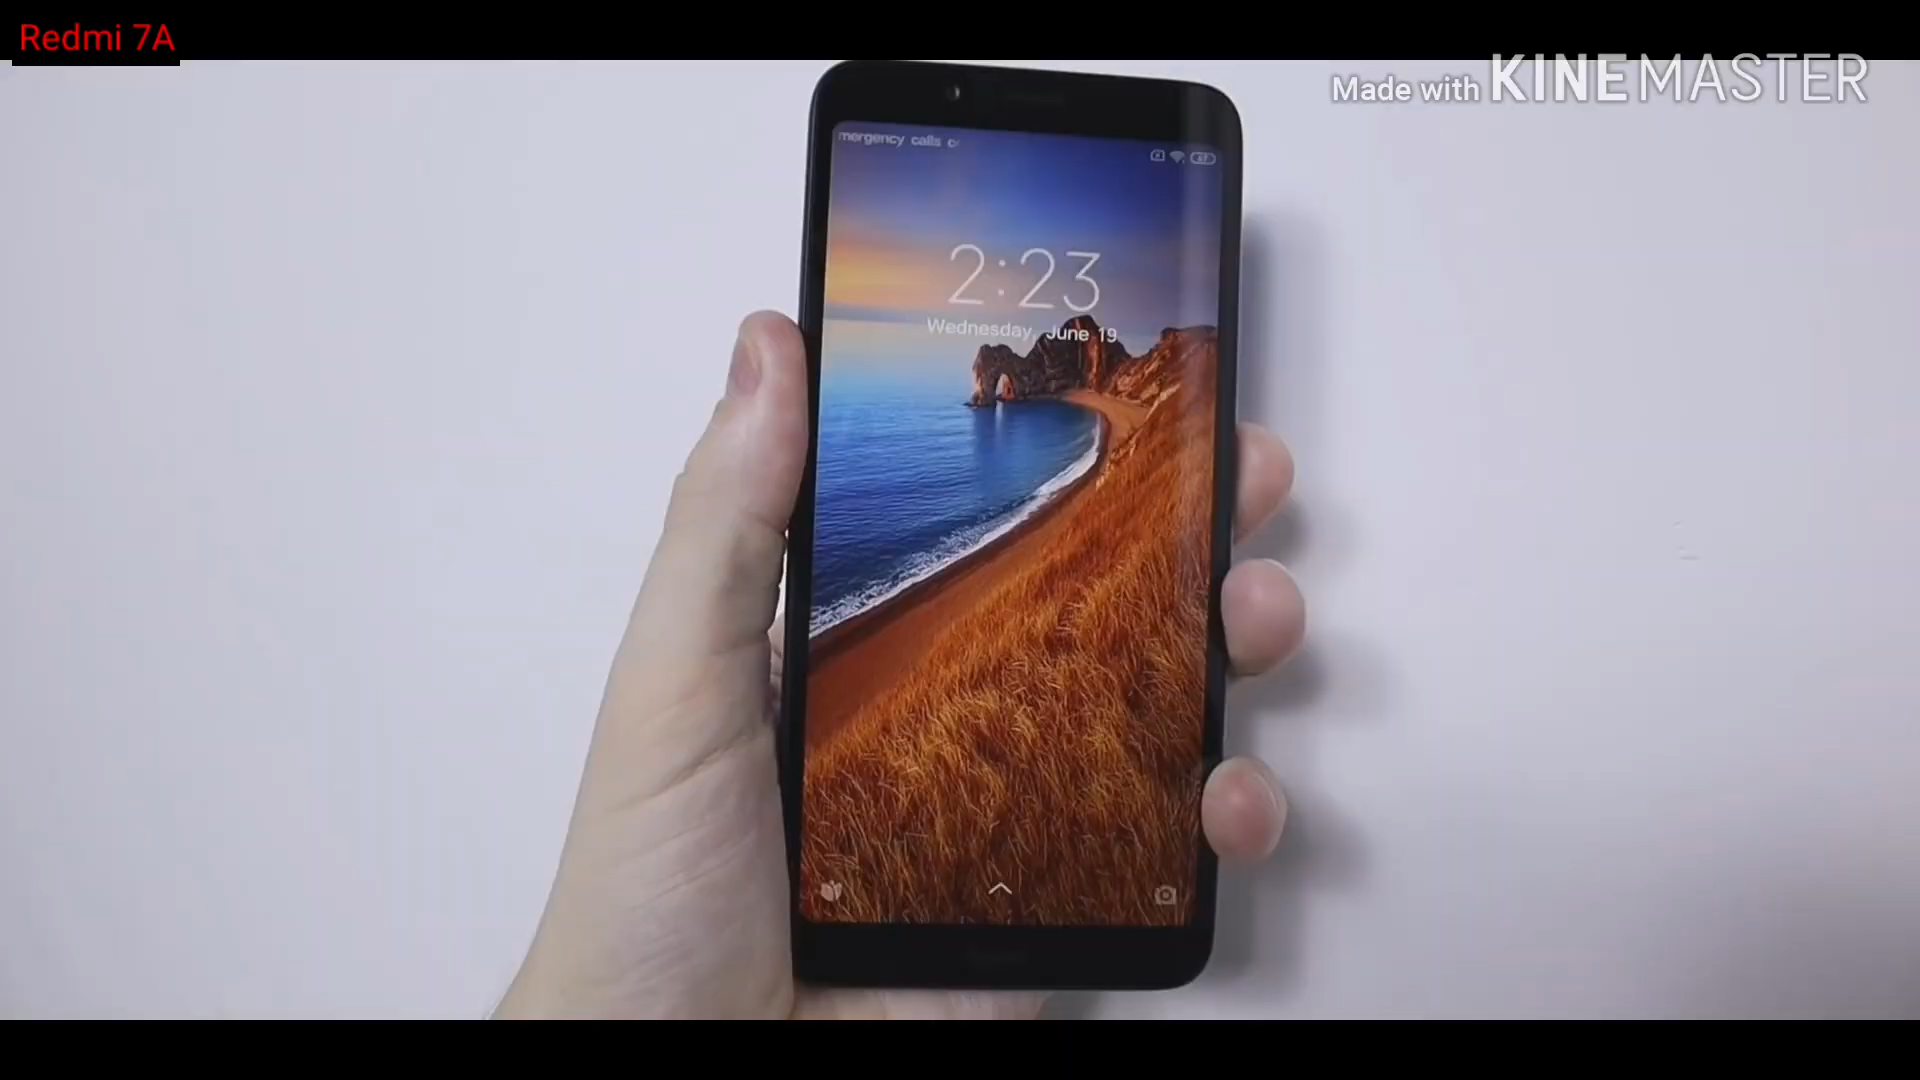 Redmi 7A
Made with KINEMASTER
mergency calls
2:23
Wednesday, June 19